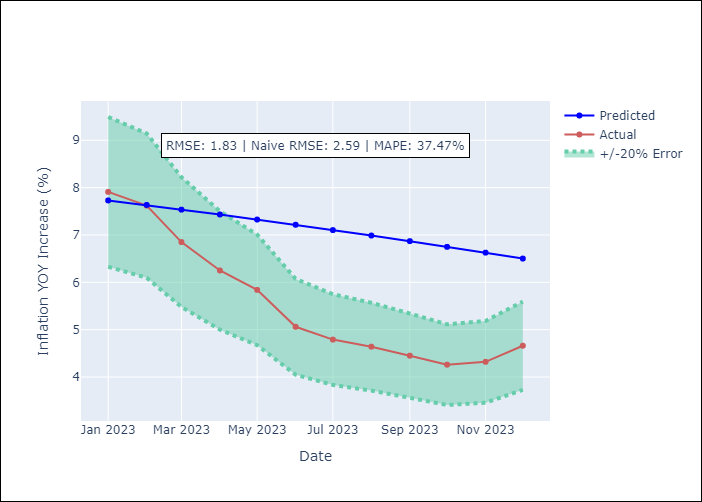 Predicted
Actual
+/-20% Error
RMSE: 1.83 | Naive RMSE: 2.59 | MAPE: 37.47%
Inflation YOY Increase (%)
9
8
7
6
5
4
Jan 2023 Mar 2023 May 2023 Jul 2023 Sep 2023 Nov 2023
Date